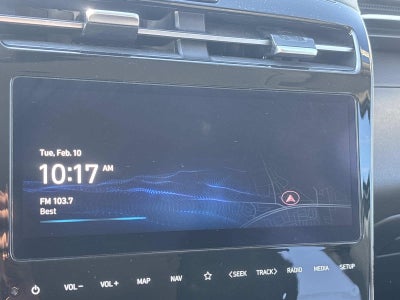 Tue, Feb. 10
10:17 AM
FM 103.7
Best
VOL− VOL+ MAP NAV ☆ 〈SEEK TRACK〉 RADIO MEDIA SETUP